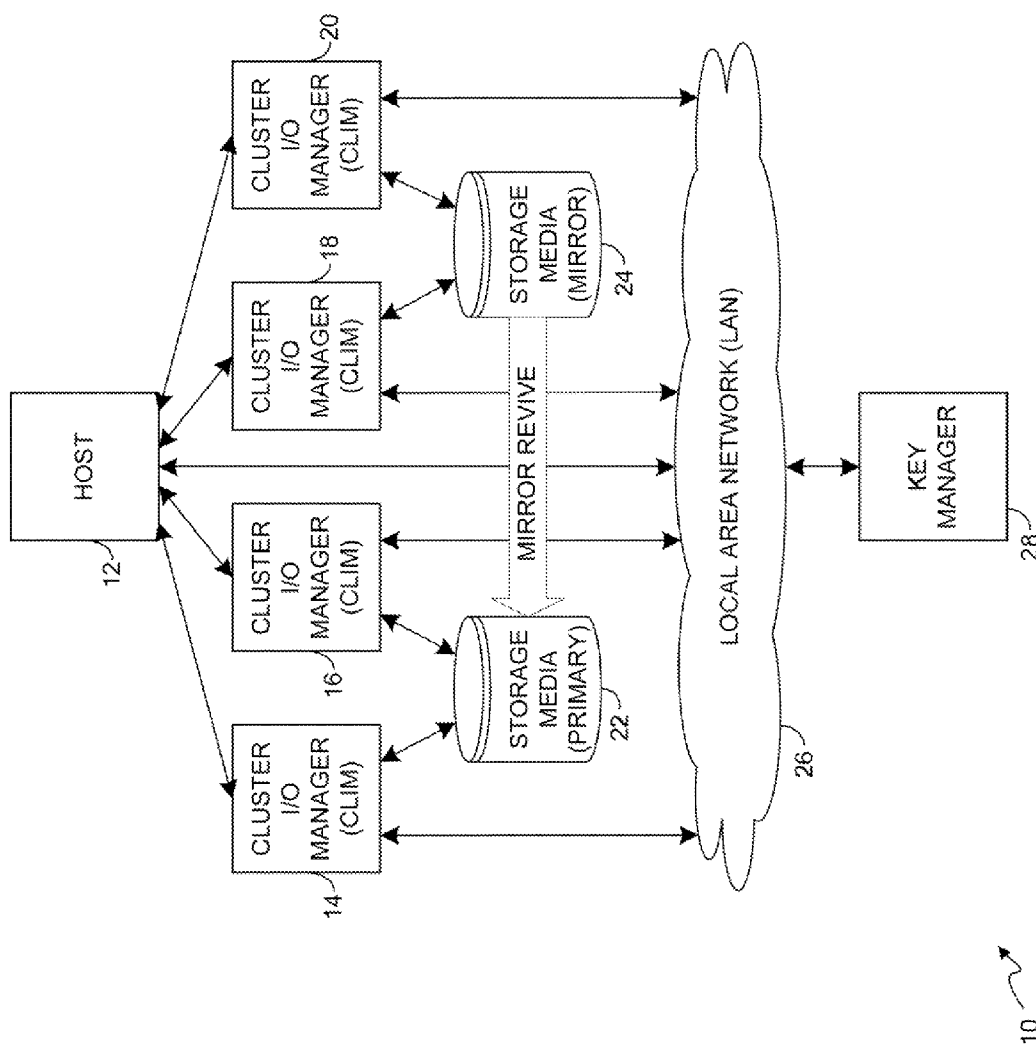 HOST
12
CLUSTER
I/O
MANAGER
(CLIM)
14
CLUSTER
I/O
MANAGER
(CLIM)
16
CLUSTER
I/O
MANAGER
(CLIM)
18
CLUSTER
I/O
MANAGER
(CLIM)
20
STORAGE
MEDIA
(PRIMARY)
22
MIRROR REVIVE
STORAGE
MEDIA
(MIRROR)
24
LOCAL AREA NETWORK (LAN)
26
KEY
MANAGER
28
10